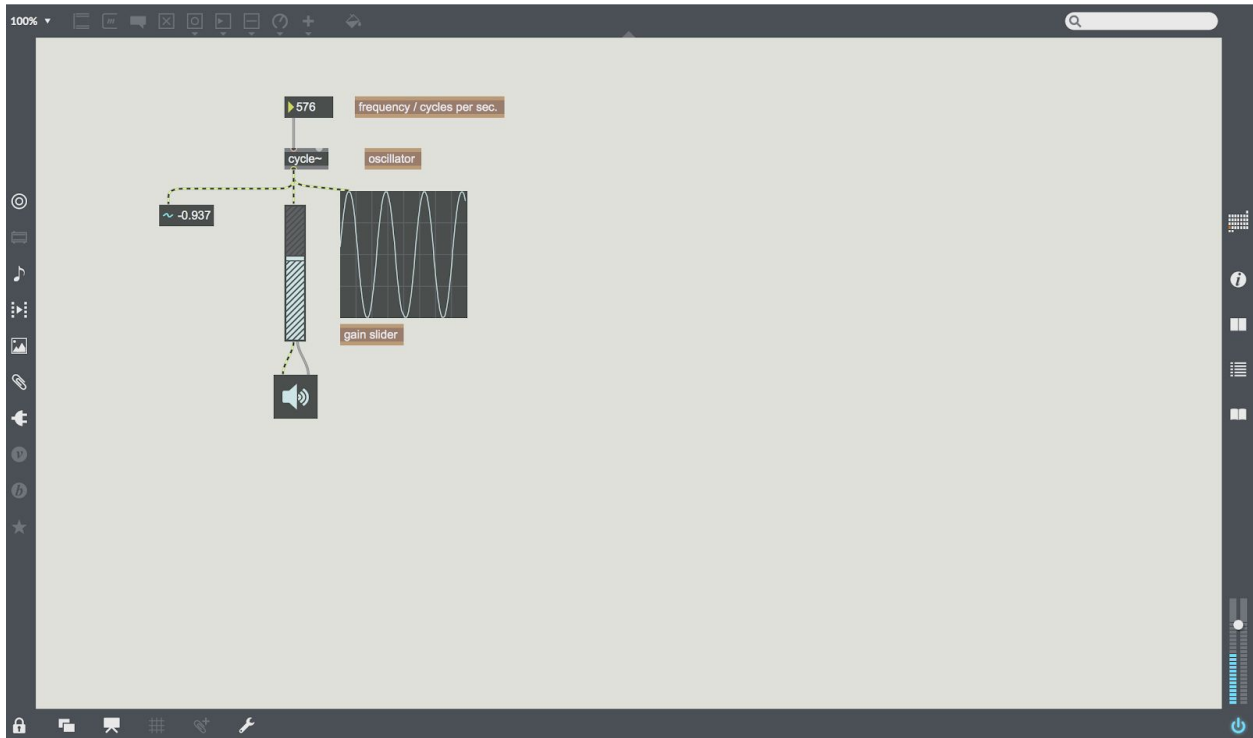 100%
576
frequency / cycles per sec.
cycle~
oscillator
~ -0.937
gain slider